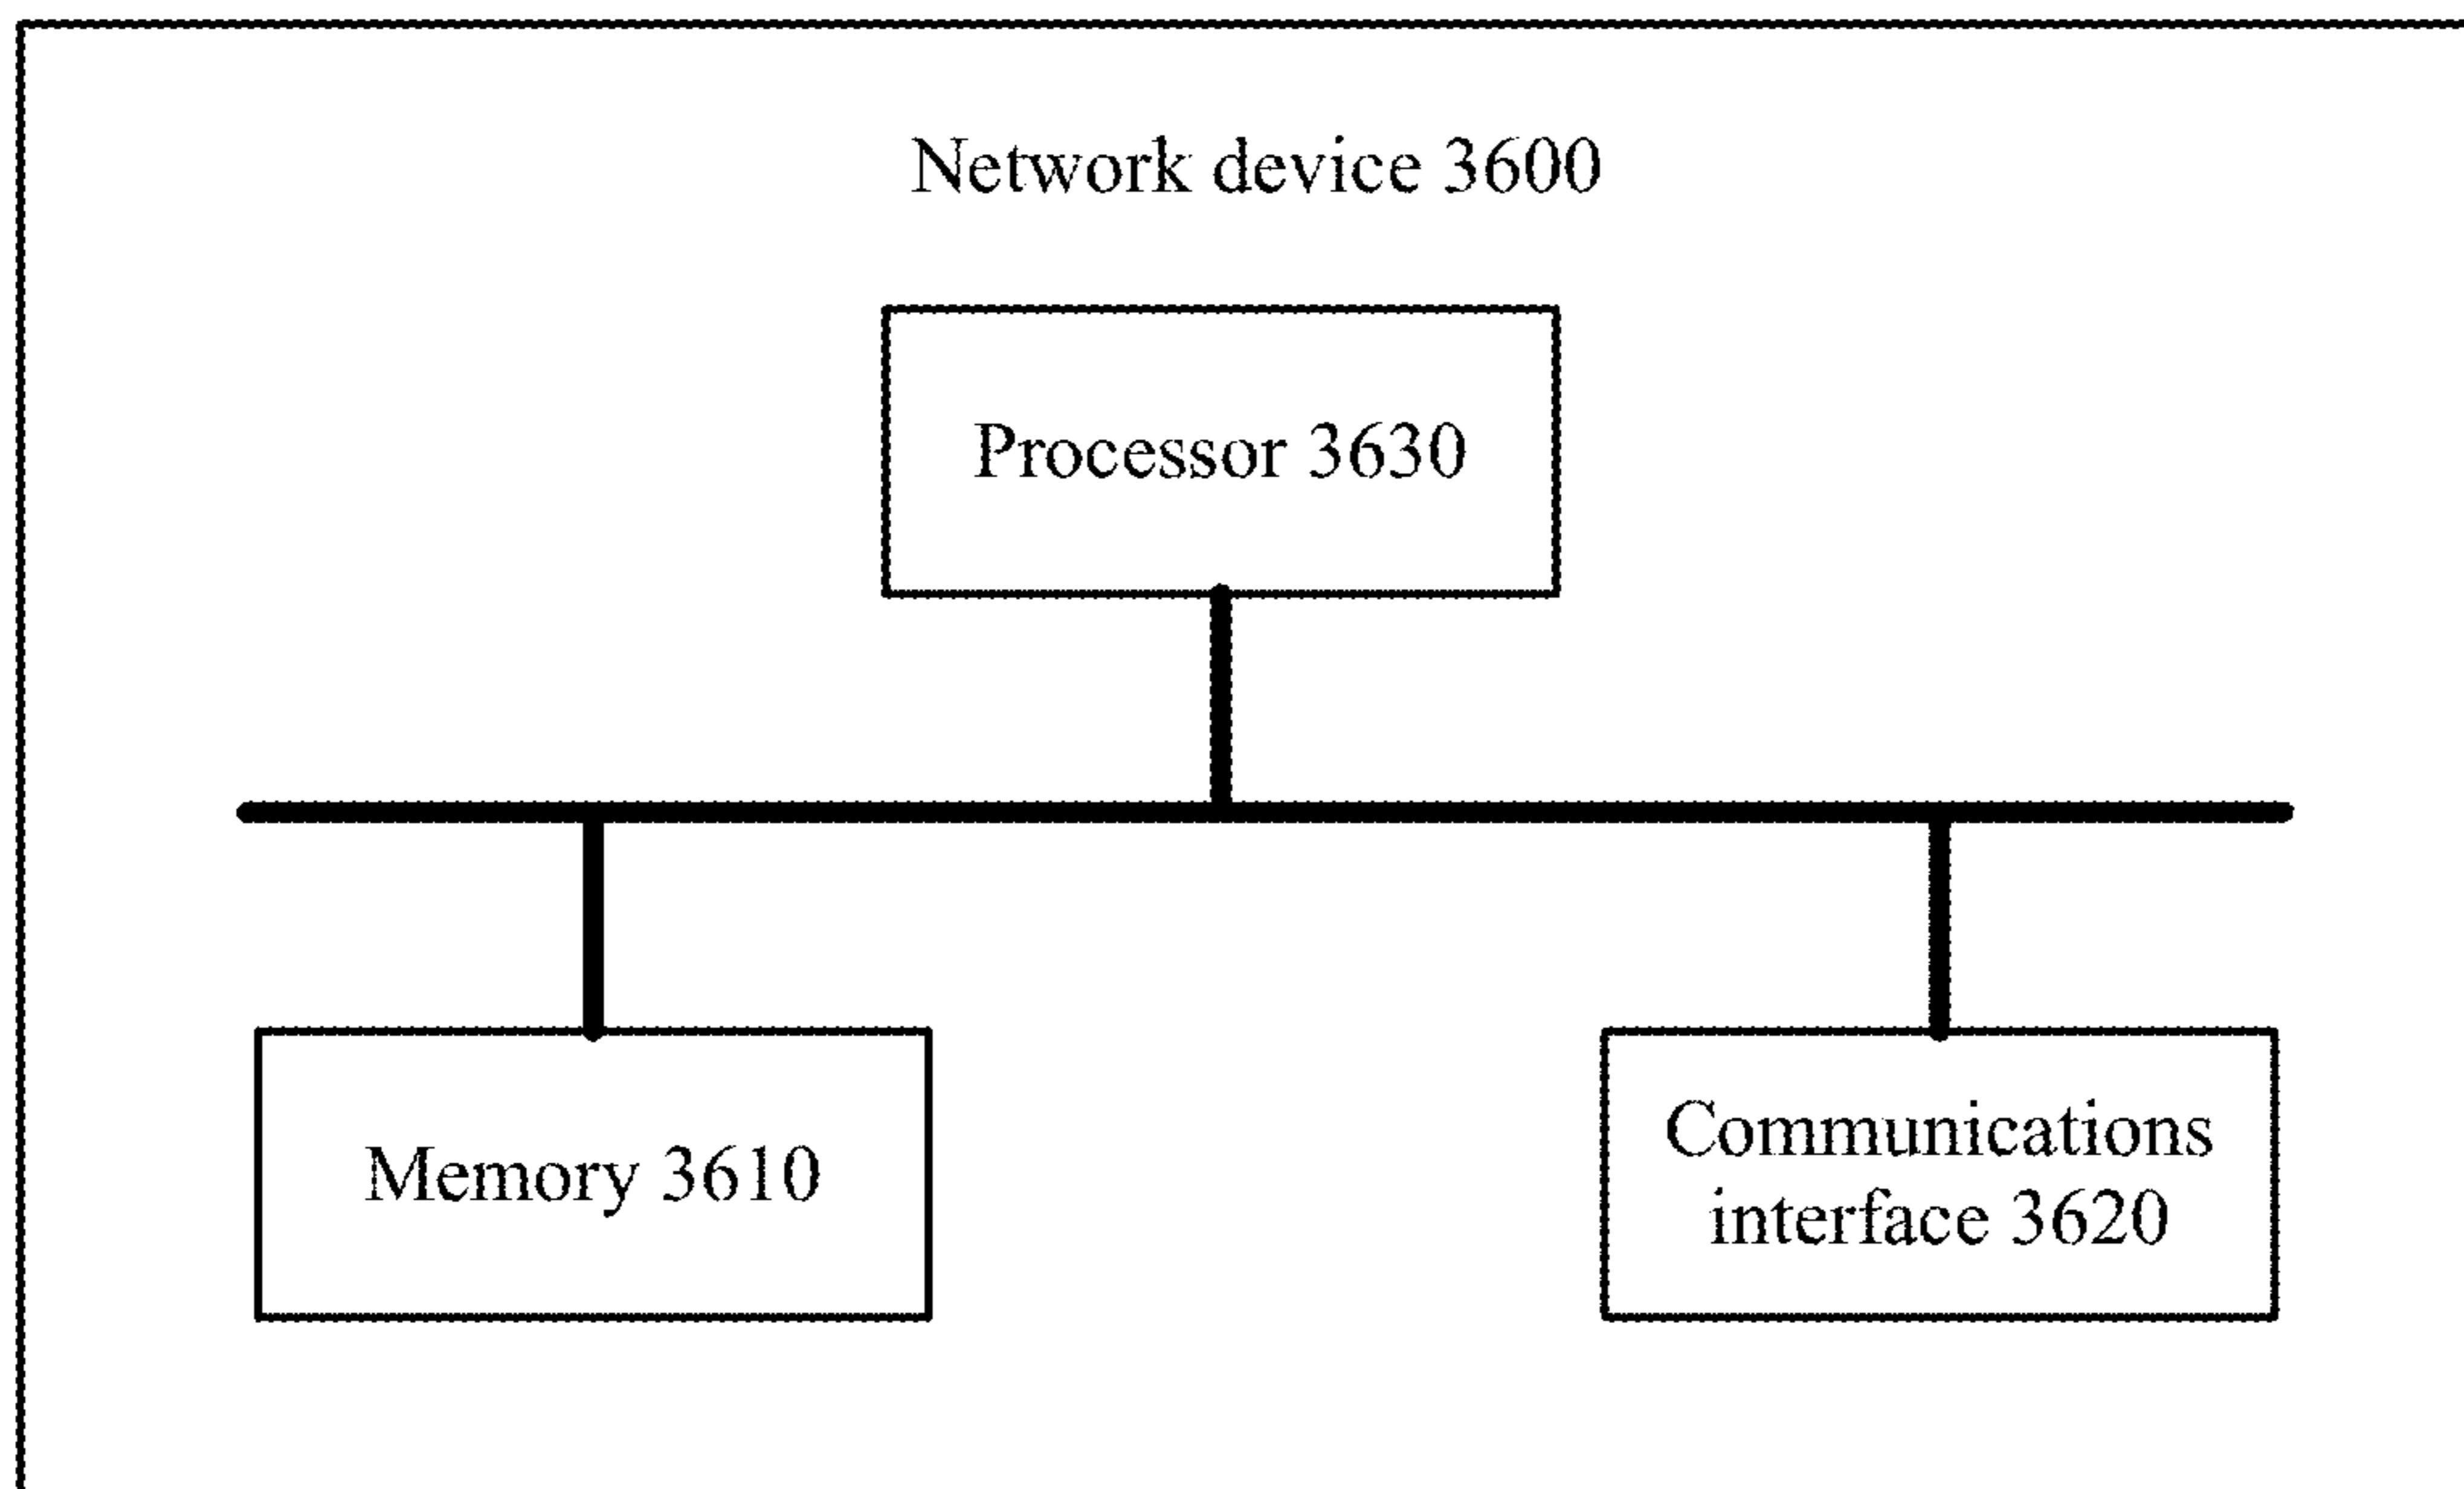 Network device 3600
Processor 3630
Memory 3610
Communications
interface 3620